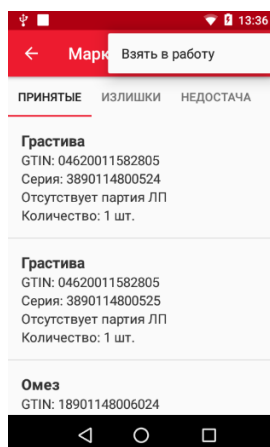 13:36
Марк
Взять в работу
ПРИНЯТЫЕ ИЗЛИШКИ НЕДОСТАЧА
Грастива
GTIN: 04620011582805
Серия: 3890114800524
Отсутствует партия ЛП
Количество: 1 шт.
Грастива
GTIN: 04620011582805
Серия: 3890114800525
Отсутствует партия ЛП
Количество: 1 шт.
Омез
GTIN: 18901148006024